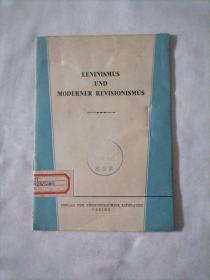 LENINISMUS
UND
MODERNER REVISIONISMUS
VERLAG FÜR FREMDSPRACHIGE LITERATUR
PEKING